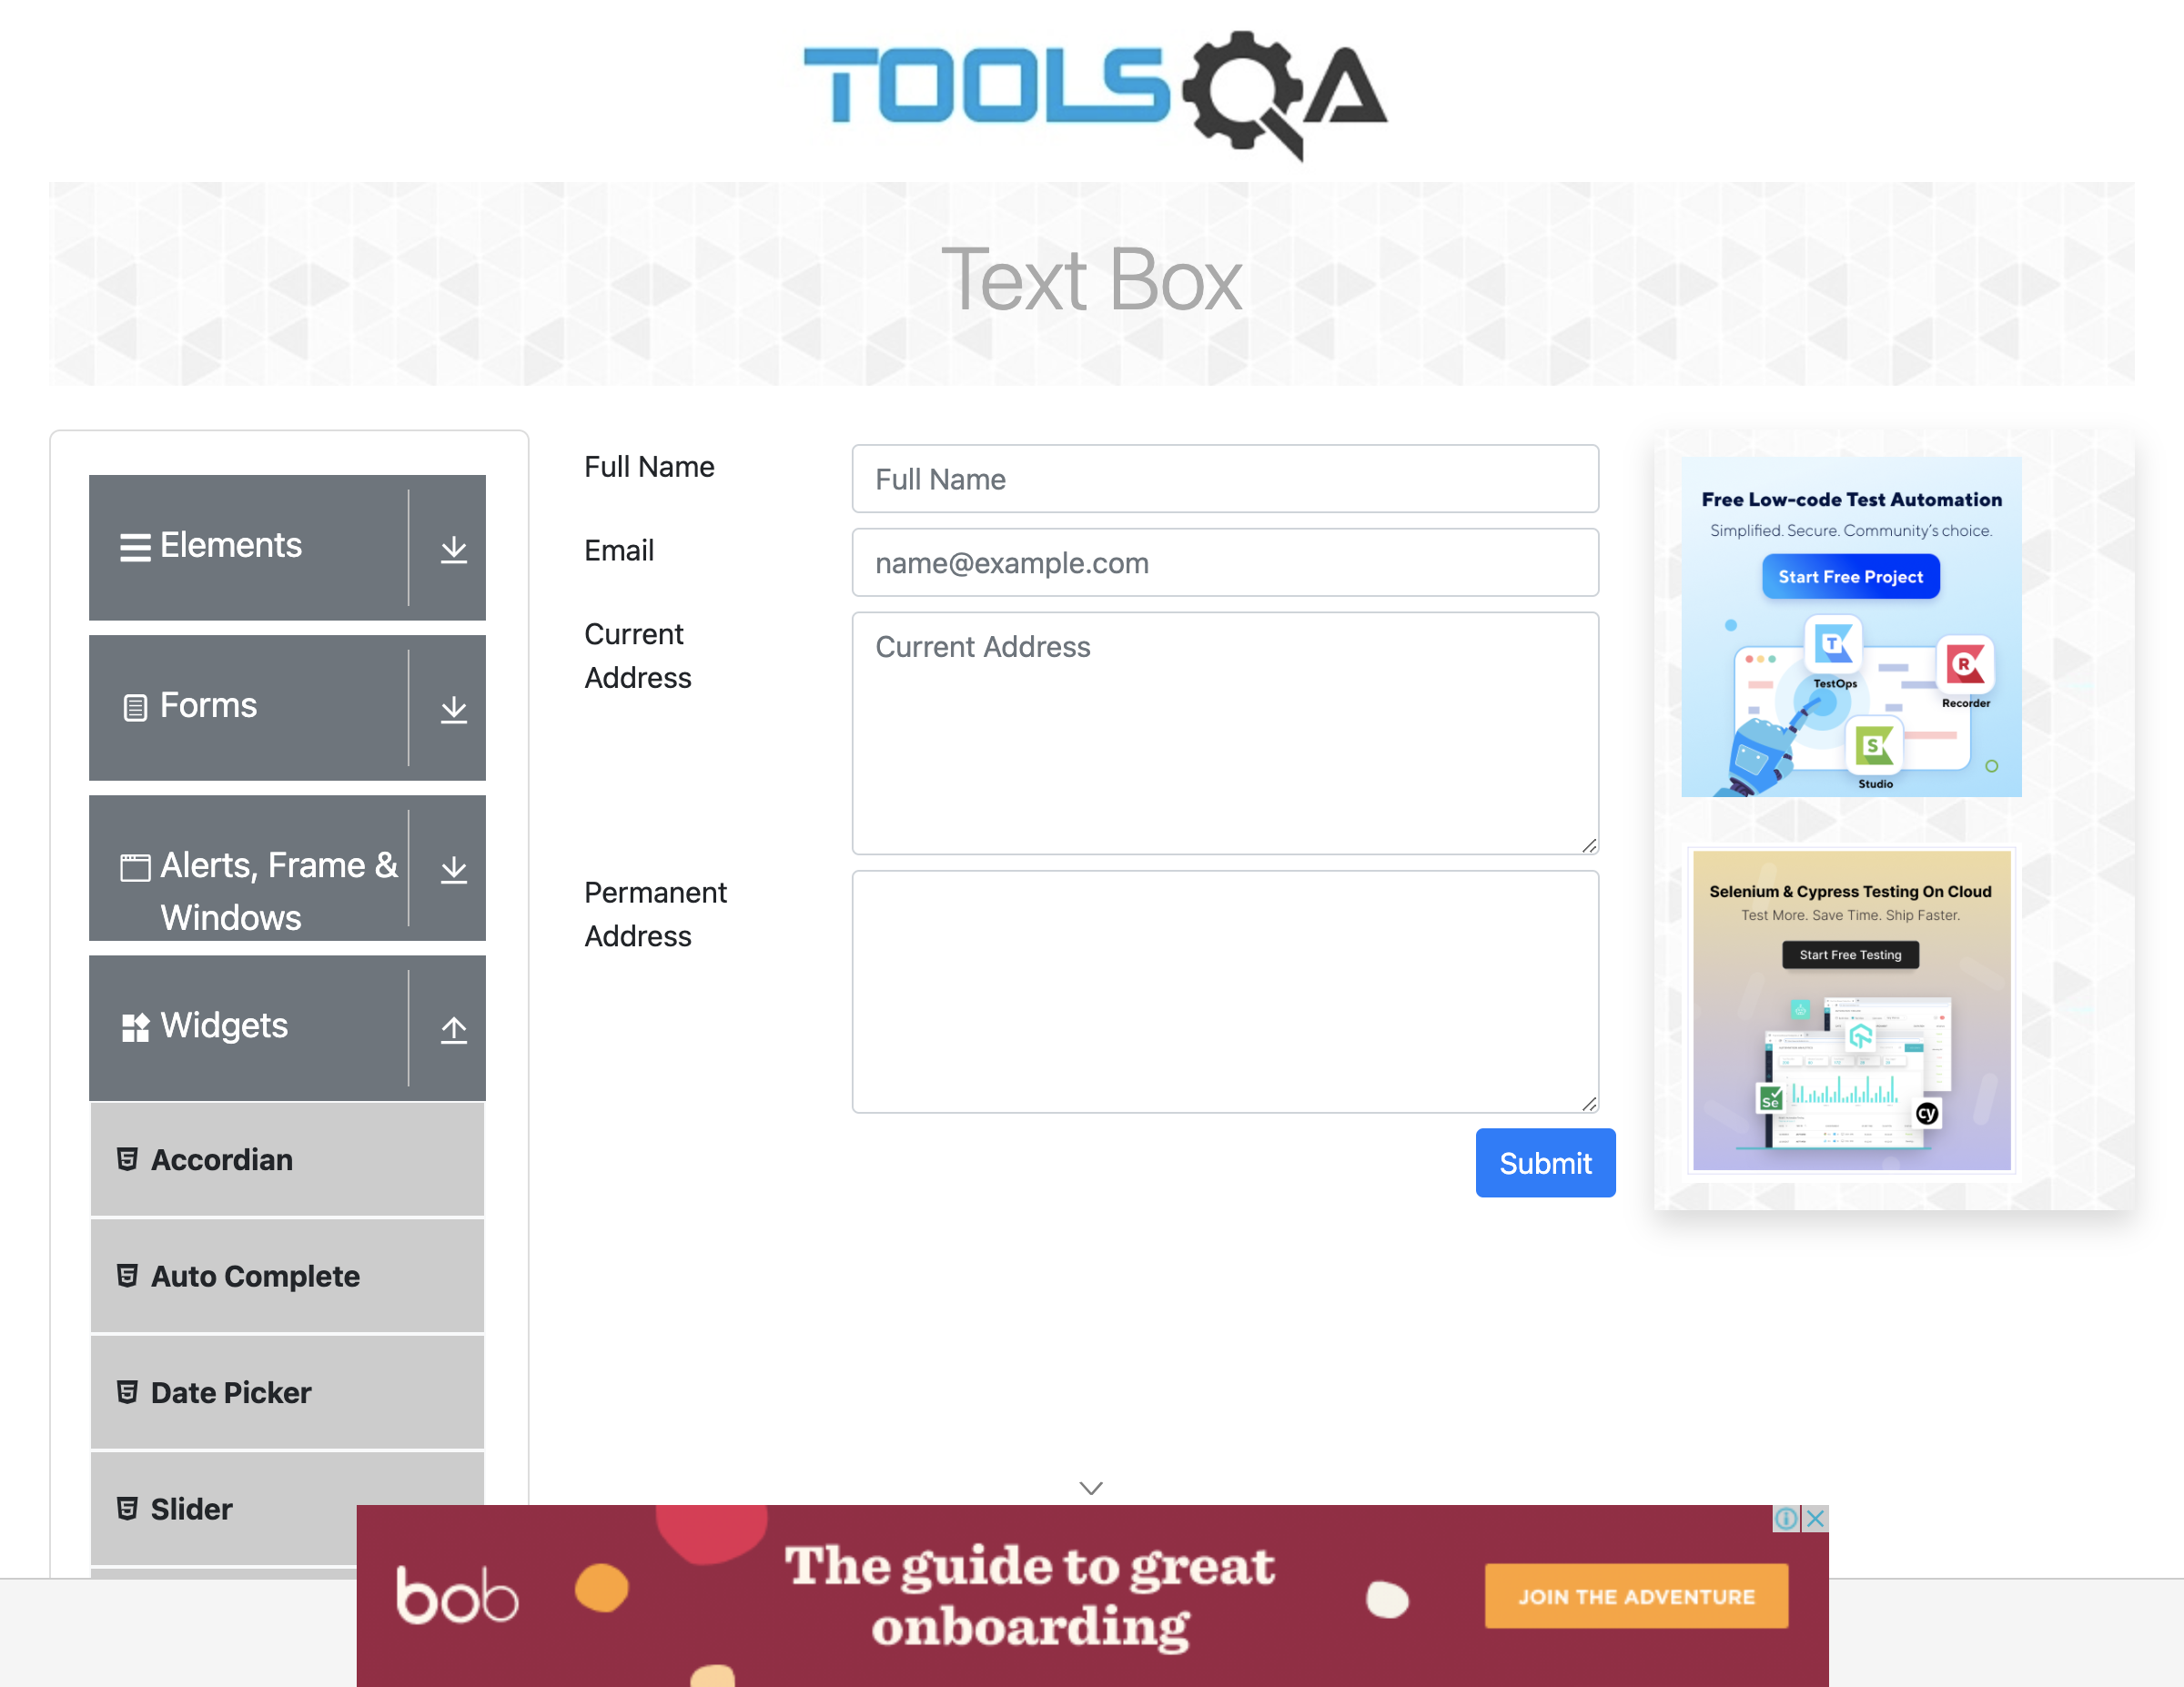 TOOLSQA
Text Box
Elements
Forms
Alerts, Frame &
Windows
Widgets
Accordian
Auto Complete
Date Picker
Slider
Full Name
Full Name
Email
name@example.com
Current
Address
Current Address
Permanent
Address
Submit
Free Low-code Test Automation
Simplified. Secure. Community's choice.
Start Free Project
T
TestOps
R
Recorder
S
Studio
Selenium & Cypress Testing On Cloud
Test More. Save Time. Ship Faster.
Start Free Testing
Se
cy
bob
The guide to great
onboarding
JOIN THE ADVENTURE